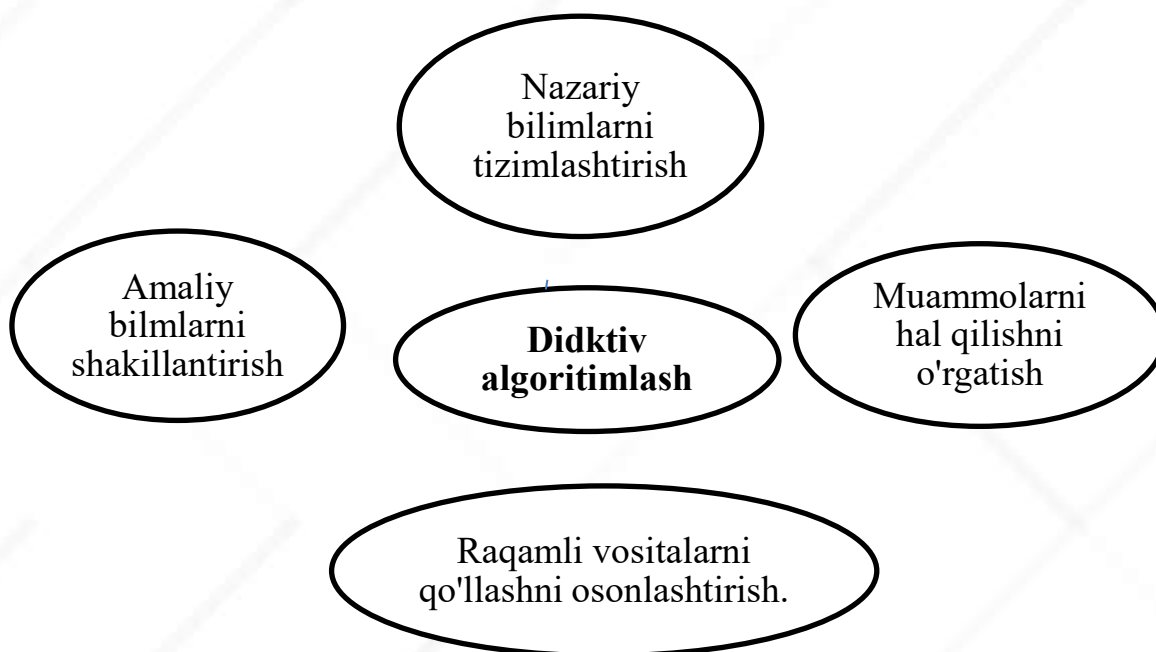 Nazariy
bilimlarni
tizimlashtirish
Amaliy
bilmlarni
shakillantirish
Didktiv
algoritimlash
Muammolarni
hal qilishni
o'rgatish
Raqamli vositalarni
qo'llashni osonlashtirish.